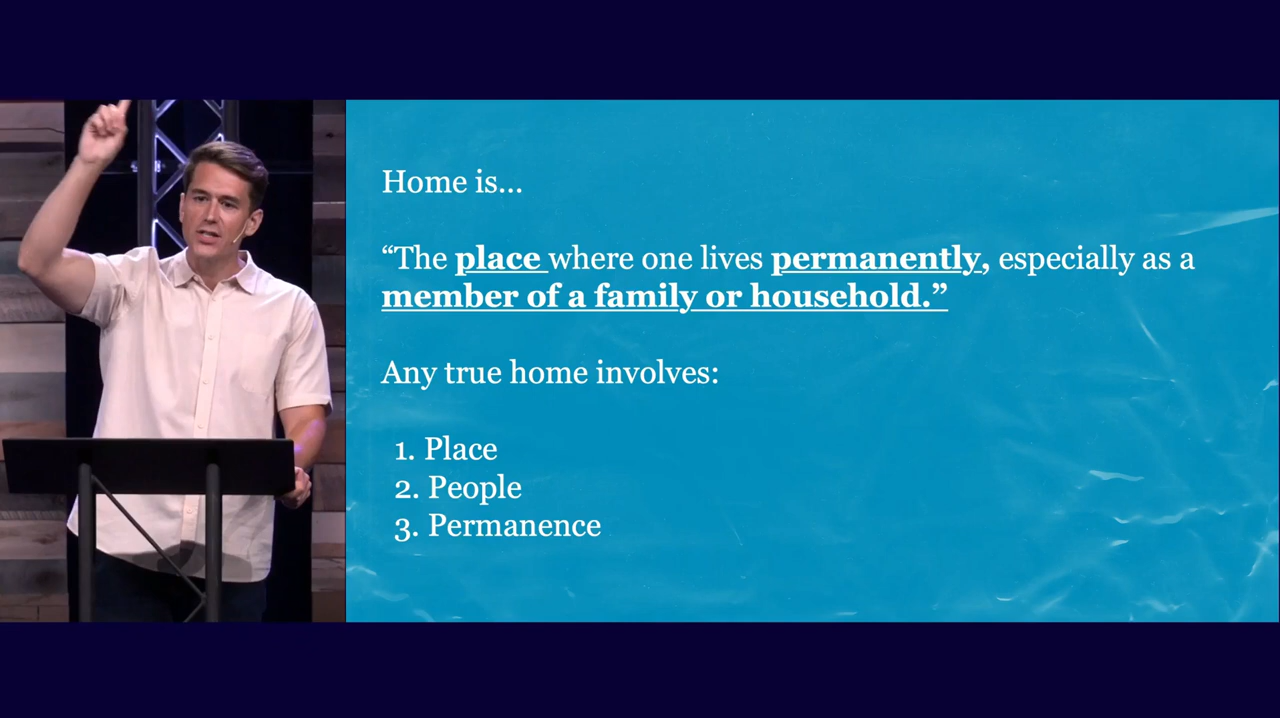 Home is...
“The place where one lives permanently, especially as a
member of a family or household.”
Any true home involves:
1. Place
2. People
3. Permanence